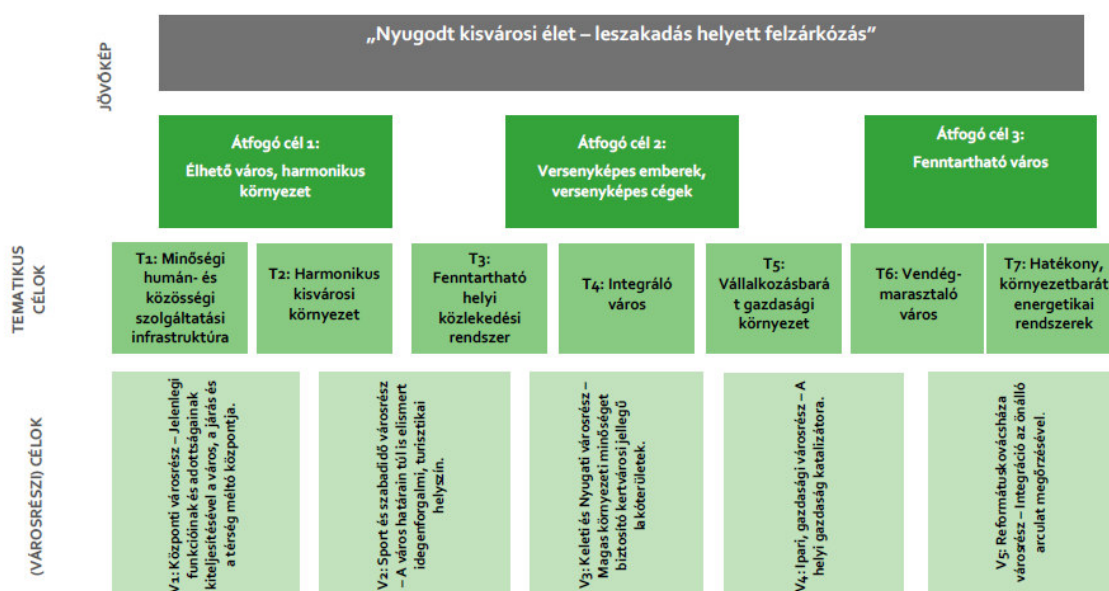 JÖVŐKÉP
„Nyugodt kisvárosi élet – leszakadás helyett felzárkózás”
Átfogó cél 1:
Élhető város, harmonikus
környezet
Átfogó cél 2:
Versenyképes emberek,
versenyképes cégek
Átfogó cél 3:
Fenntartható város
TEMATIKUS
CÉLOK
T1: Minőségi
humán- és
közösségi
szolgáltatási
infrastruktúra
T2: Harmonikus
kisvárosi
környezet
T3:
Fenntartható
helyi
közlekedési
rendszer
T4: Integráló
város
T5:
Vállalkozásbará
t gazdasági
környezet
T6: Vendég-
marasztaló
város
T7: Hatékony,
környezetbarát
energetikai
rendszerek
(VÁROSRÉSZI) CÉLOK
V1: Központi városrész – Jelenlegi
funkcióinak és adottságainak
kiteljesítésével a város, a járás és
a térség méltó központja.
V2: Sport és szabadidő városrész
– A város határain túl is elismert
idegenforgalmi, turisztikai
helyszín.
V3: Keleti és Nyugati városrész –
Magas környezeti minőséget
biztosító kertvárosi jellegű
lakóterületek.
V4: Ipari, gazdasági városrész – A
helyi gazdaság katalizátora.
V5: Reformátuskovácsháza
városrész – Integráció az önálló
arculat megőrzésével.